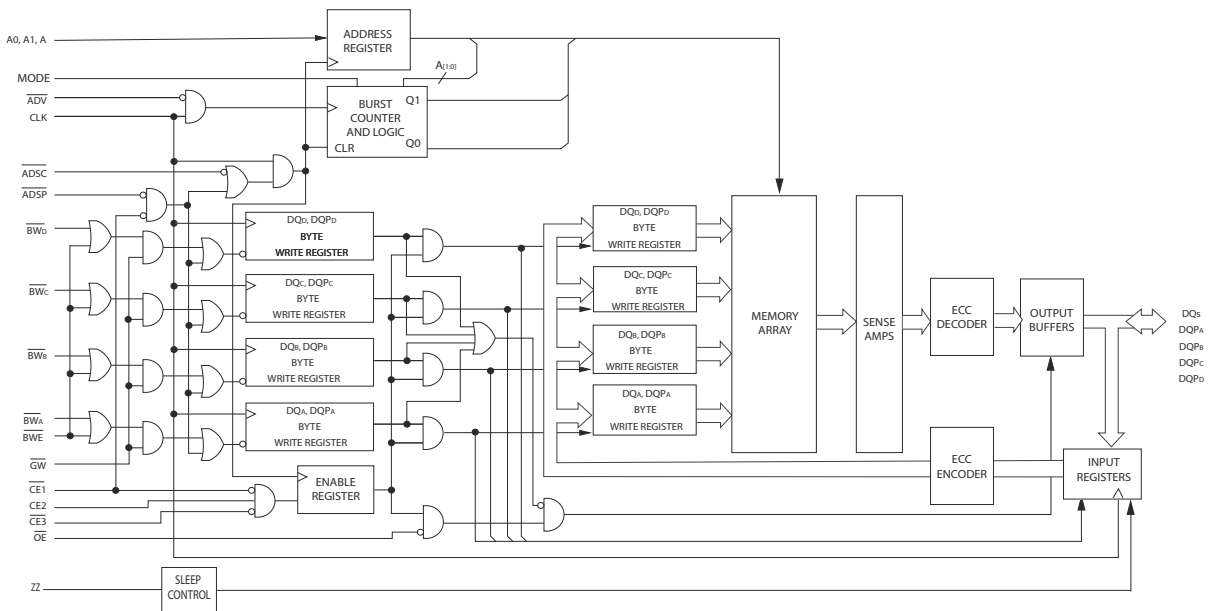 A0, A1, A
MODE
ADV
CLK
ADSC
ADSP
BWD
BWC
BWB
BWA
BWE
GW
CE1
CE2
CE3
OE
ZZ
ADDRESS
REGISTER
A[1:0]
BURST
COUNTER
AND LOGIC
CLR
Q1
Q0
DQD, DQPD
BYTE
WRITE REGISTER
DQC, DQPC
BYTE
WRITE REGISTER
DQB, DQPB
BYTE
WRITE REGISTER
DQA, DQPA
BYTE
WRITE REGISTER
ENABLE
REGISTER
SLEEP
CONTROL
DQD, DQPD
BYTE
WRITE REGISTER
DQC, DQPC
BYTE
WRITE REGISTER
DQB, DQPB
BYTE
WRITE REGISTER
DQA, DQPA
BYTE
WRITE REGISTER
MEMORY
ARRAY
SENSE
AMPS
ECC
DECODER
OUTPUT
BUFFERS
ECC
ENCODER
INPUT
REGISTERS
DQs
DQPA
DQPB
DQPC
DQPD